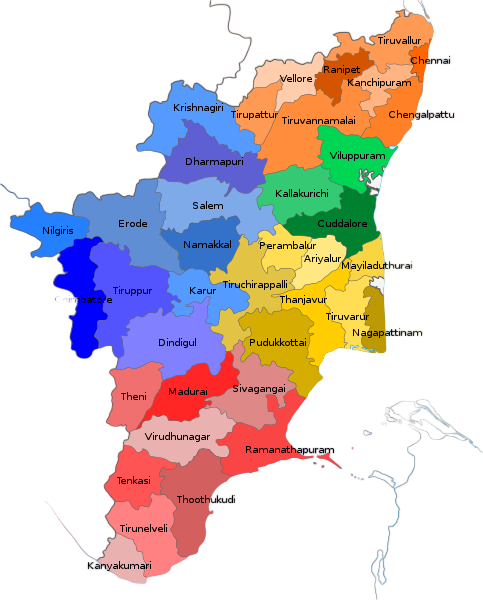 Tiruvallur
Chennai
Ranipet
Vellore
Kanchipuram
Krishnagiri
Tirupattur
Tiruvannamalai
Chengalpattu
Viluppuram
Dharmapuri
Kallakurichi
Salem
Erode
Cuddalore
Nilgiris
Namakkal
Perambalur
Ariyalur
Mayiladuthurai
Tiruchirappalli
Tiruppur
Karur
Coimbatore
Thanjavur
Tiruvarur
Nagapattinam
Dindigul
Pudukkottai
Sivagangai
Madurai
Theni
Virudhunagar
Ramanathapuram
Tenkasi
Thoothukudi
Tirunelveli
Kanyakumari